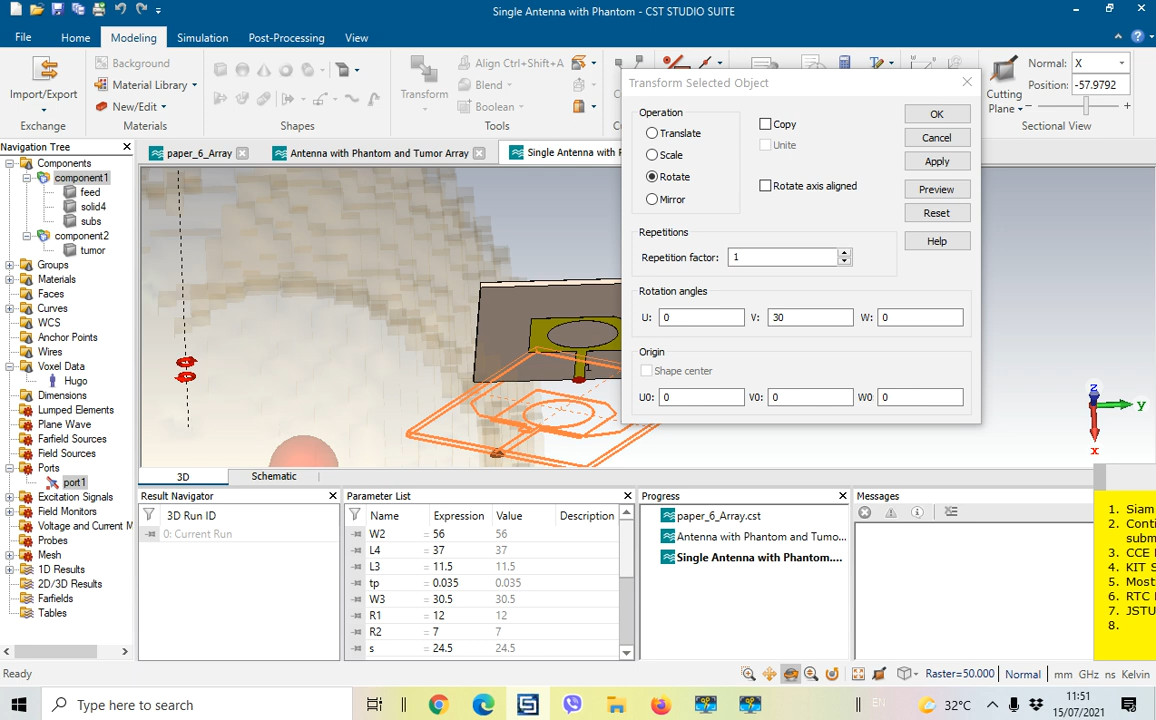 Single Antenna with Phantom - CST STUDIO SUITE
File Home Modeling Simulation Post-Processing View
Import/Export
Exchange
Background
Material Library
New/Edit
Materials
Shapes
Transform
Align Ctrl+Shift+A
Blend
Boolean
Tools
Cutting
Plane
Normal: X
Position: -57.9792
Sectional View
Navigation Tree
paper_6_Array
Antenna with Phantom and Tumor Array
Single Antenna with
Components
component1
feed
solid4
subs
component2
tumor
Groups
Materials
Faces
Curves
WCS
Anchor Points
Wires
Voxel Data
Hugo
Dimensions
Lumped Elements
Plane Wave
Farfield Sources
Field Sources
Ports
port1
Excitation Signals
Field Monitors
Voltage and Current M
Probes
Mesh
1D Results
2D/3D Results
Farfields
Tables
Transform Selected Object
Operation
Translate
Scale
Rotate
Mirror
Copy
Unite
Rotate axis aligned
OK
Cancel
Apply
Preview
Reset
Help
Repetitions
Repetition factor: 1
Rotation angles
U: 0 V: 30 W: 0
Origin
Shape center
U0: 0 V0: 0 W0 0
1
z
y
x
3D Schematic
Result Navigator
3D Run ID
0: Current Run
Parameter List
Name Expression Value Description
W2 = 56 56
L4 = 37 37
L3 = 11.5 11.5
tp = 0.035 0.035
W3 = 30.5 30.5
R1 = 12 12
R2 = 7 7
s = 24.5 24.5
Progress
paper_6_Array.cst
Antenna with Phantom and Tumo...
Single Antenna with Phantom....
Messages
1. Siam
2. Conti
subm
3. CCE
4. KIT S
5. Most
6. RTC
7. JSTU
8.
Ready
Raster=50.000 Normal mm GHz ns Kelvin
Type here to search
EN
32°C
11:51
15/07/2021